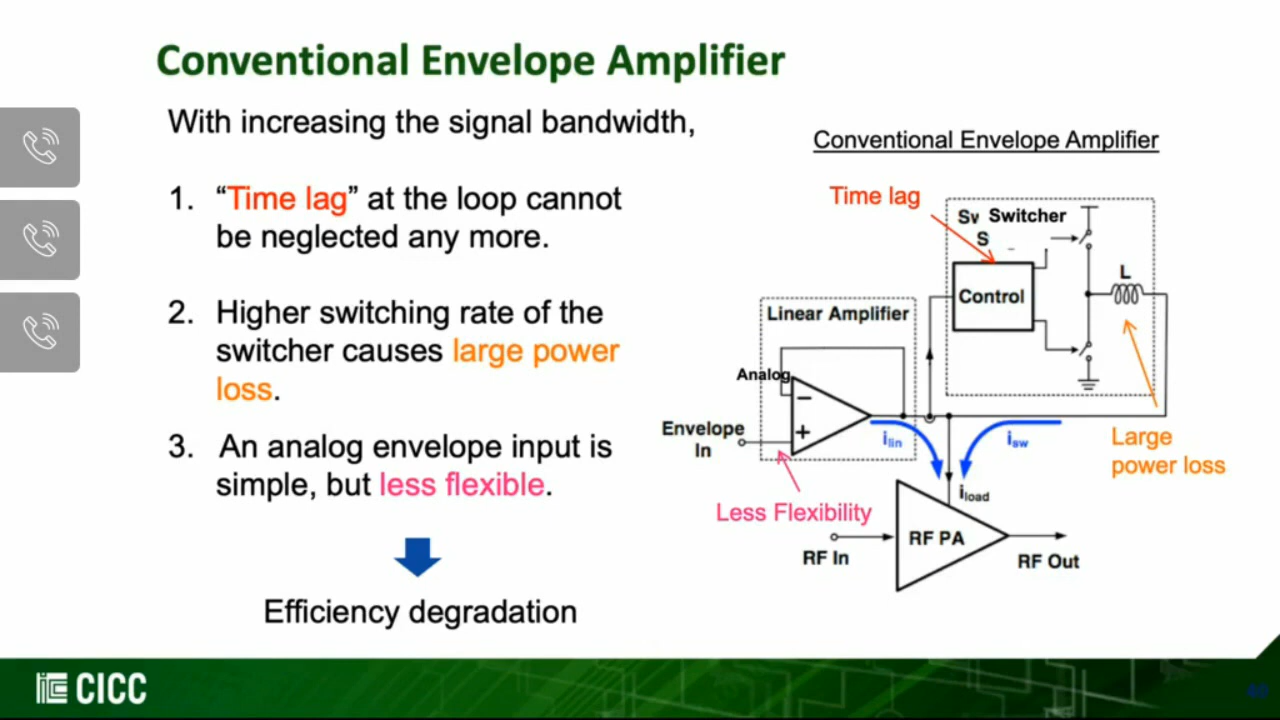 Conventional Envelope Amplifier
With increasing the signal bandwidth,
1. “Time lag” at the loop cannot
be neglected any more.
2. Higher switching rate of the
switcher causes large power
loss.
3. An analog envelope input is
simple, but less flexible.
Efficiency degradation
Conventional Envelope Amplifier
Time lag
Sw Switcher
S
Control
L
Linear Amplifier
Analog
Envelope
In
i_lin
i_sw
Large
power loss
i_load
Less Flexibility
RF PA
RF In
RF Out
CICC